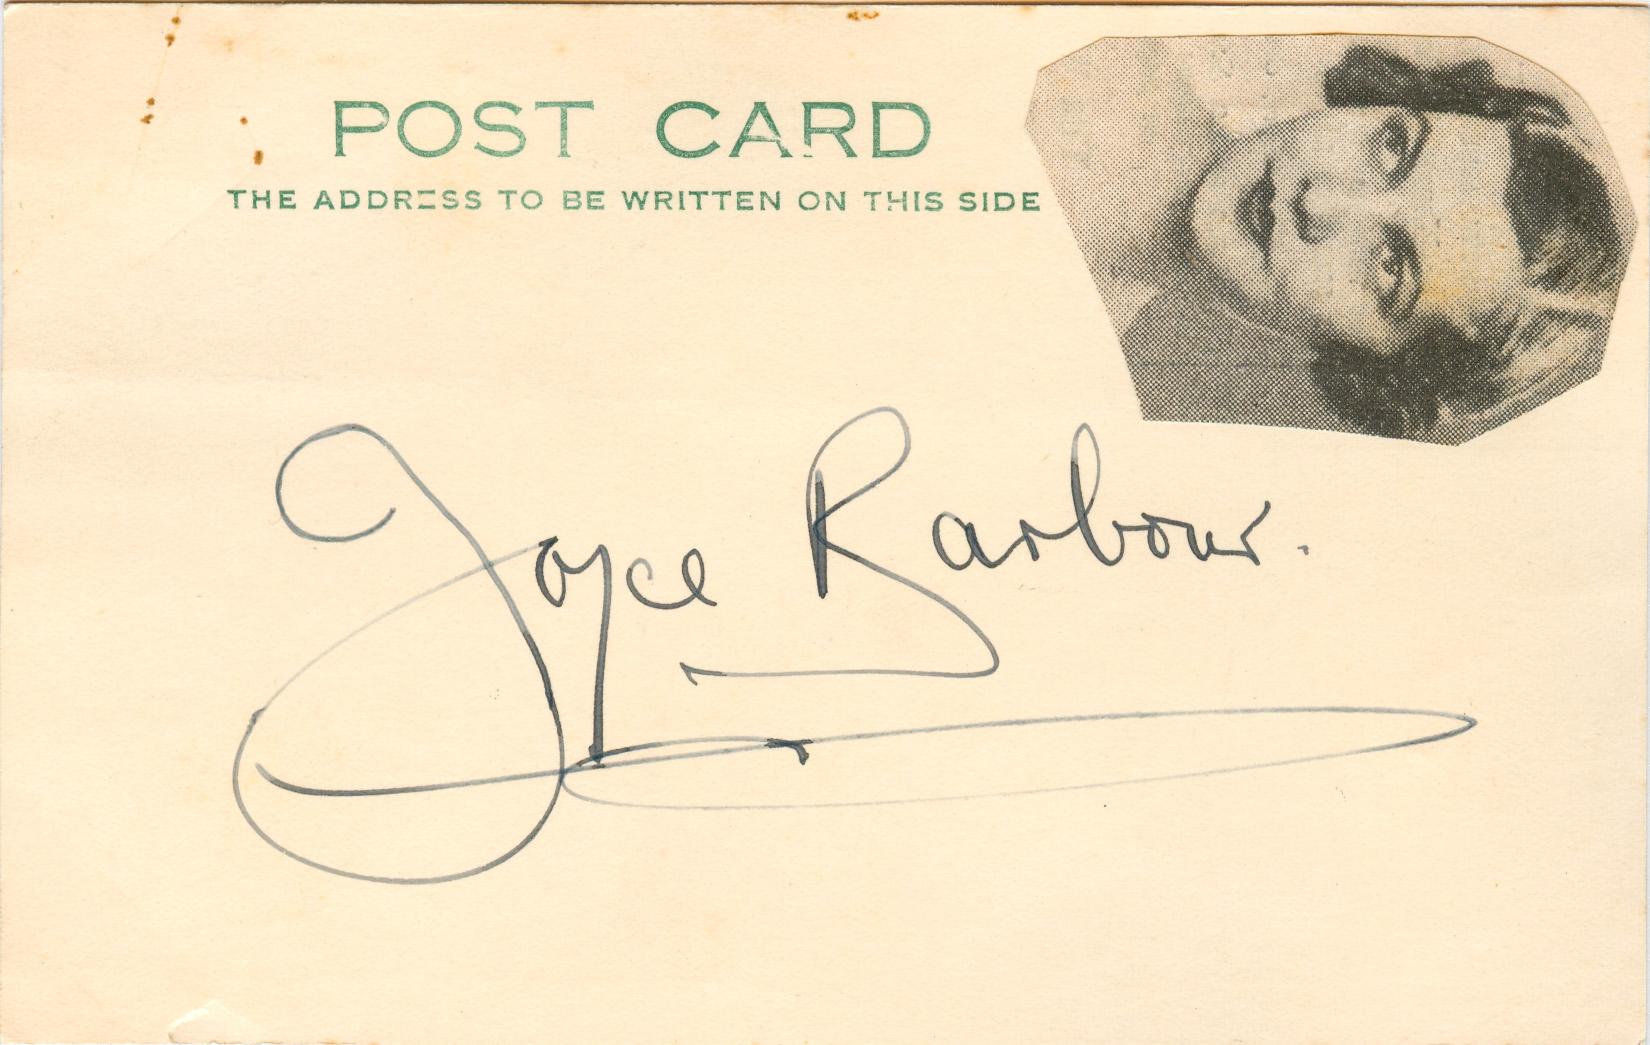 POST CARD
THE ADDRESS TO BE WRITTEN ON THIS SIDE
Joyce Barbour.